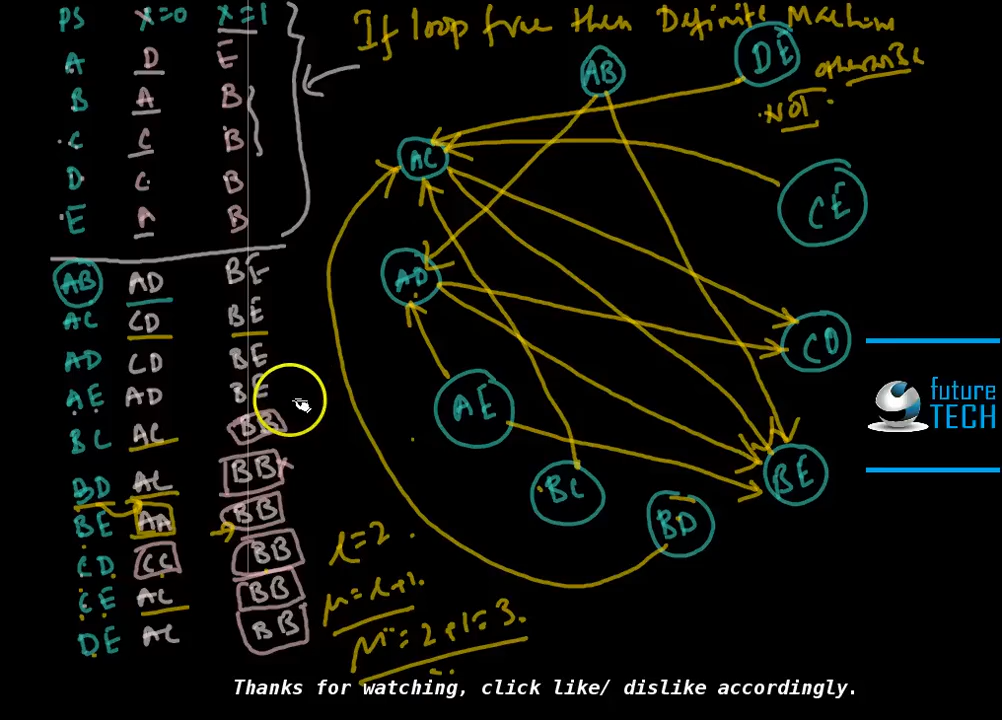 If loop free then Definite Machine
otherwise
NOT
PS X=0 X=1
A D E
B A B
C C B
D C B
E A B
AB AD BE
AC CD BE
AD CD BE
AE AD BE
BC AC BB
BD AC BB
BE AA BB
CD CC BB
CE AC BB
DE AC BB
AB
DE
AC
CE
AD
CD
AE
BC
BD
BE
l=2
μ=l+1.
μ=2+1=3.
future
TECH
Thanks for watching, click like/ dislike accordingly.